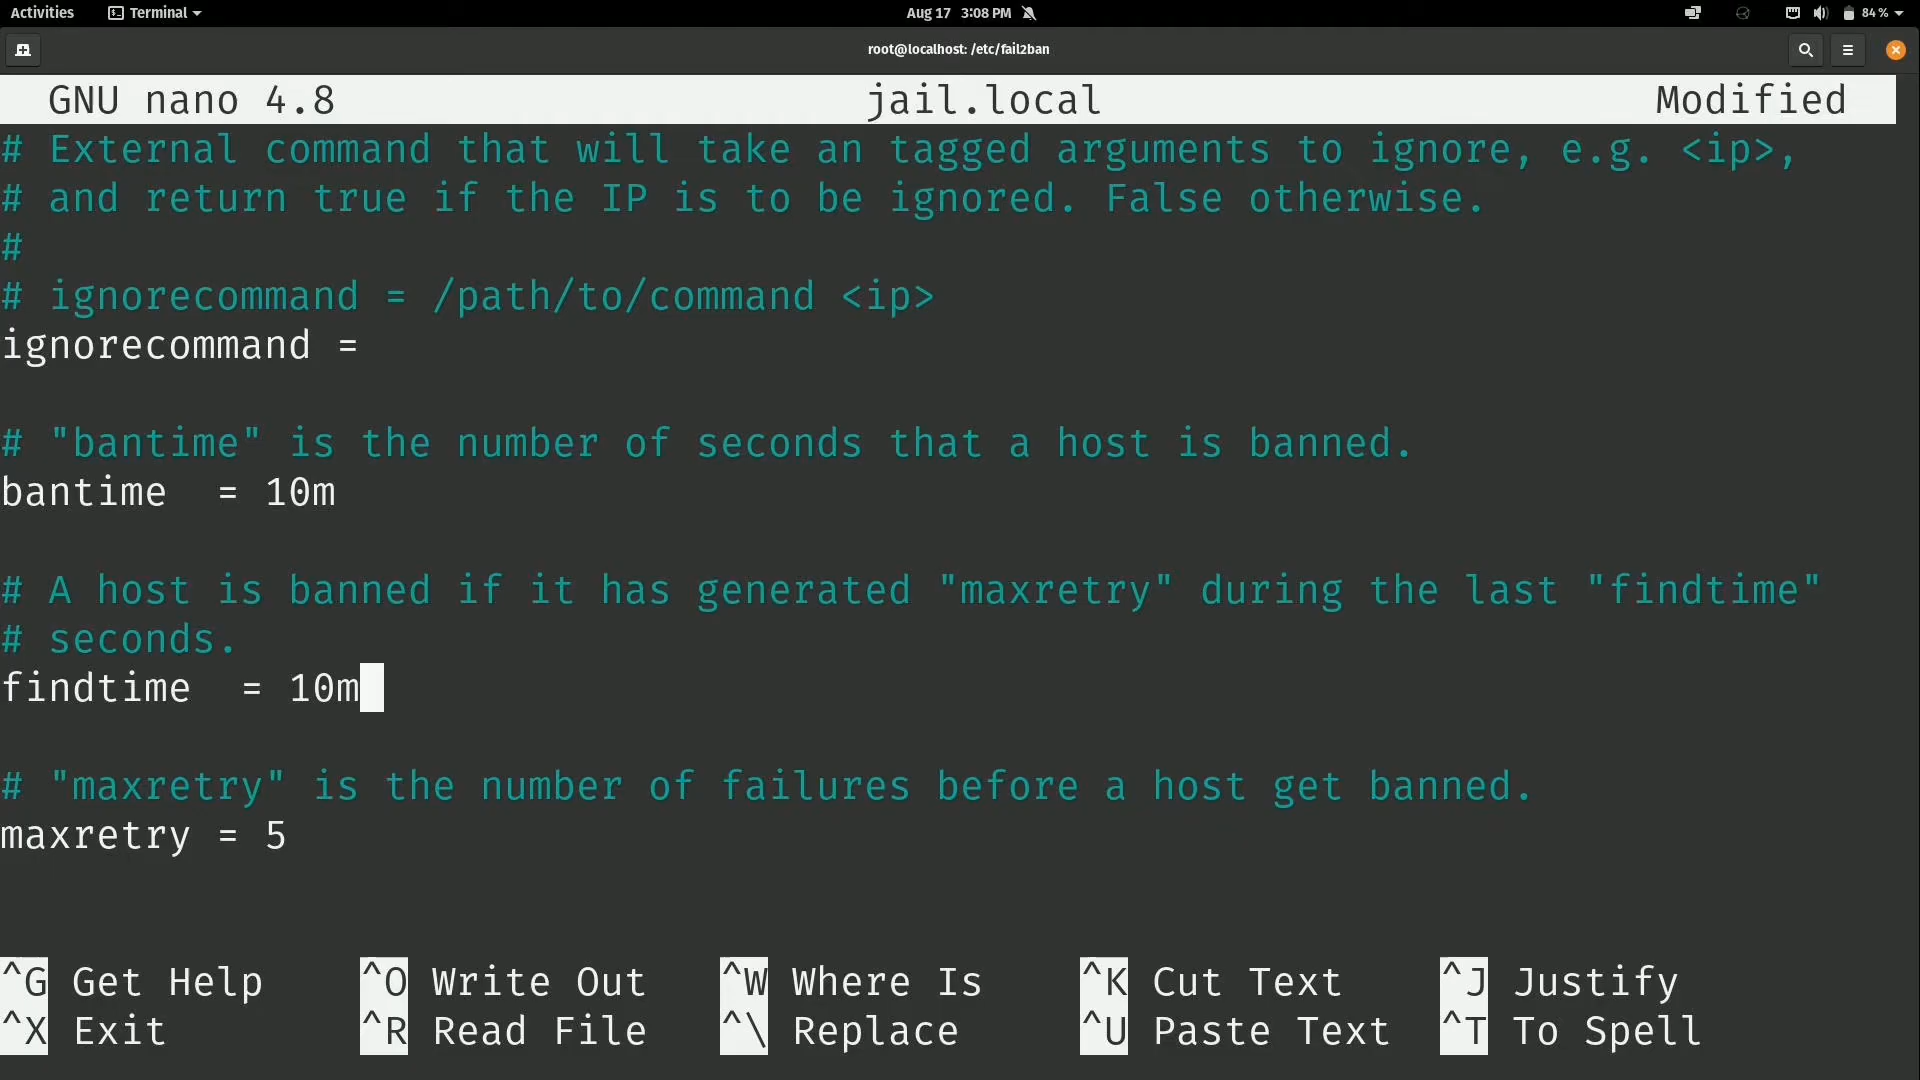 Activities Terminal Aug 17 3:08 PM 84 %
root@localhost: /etc/fail2ban
GNU nano 4.8 jail.local Modified
# External command that will take an tagged arguments to ignore, e.g. <ip>,
# and return true if the IP is to be ignored. False otherwise.
#
# ignorecommand = /path/to/command <ip>
ignorecommand =
# "bantime" is the number of seconds that a host is banned.
bantime  = 10m
# A host is banned if it has generated "maxretry" during the last "findtime"
# seconds.
findtime  = 10m
# "maxretry" is the number of failures before a host get banned.
maxretry = 5
^G Get Help ^O Write Out ^W Where Is ^K Cut Text ^J Justify
^X Exit ^R Read File ^\ Replace ^U Paste Text ^T To Spell